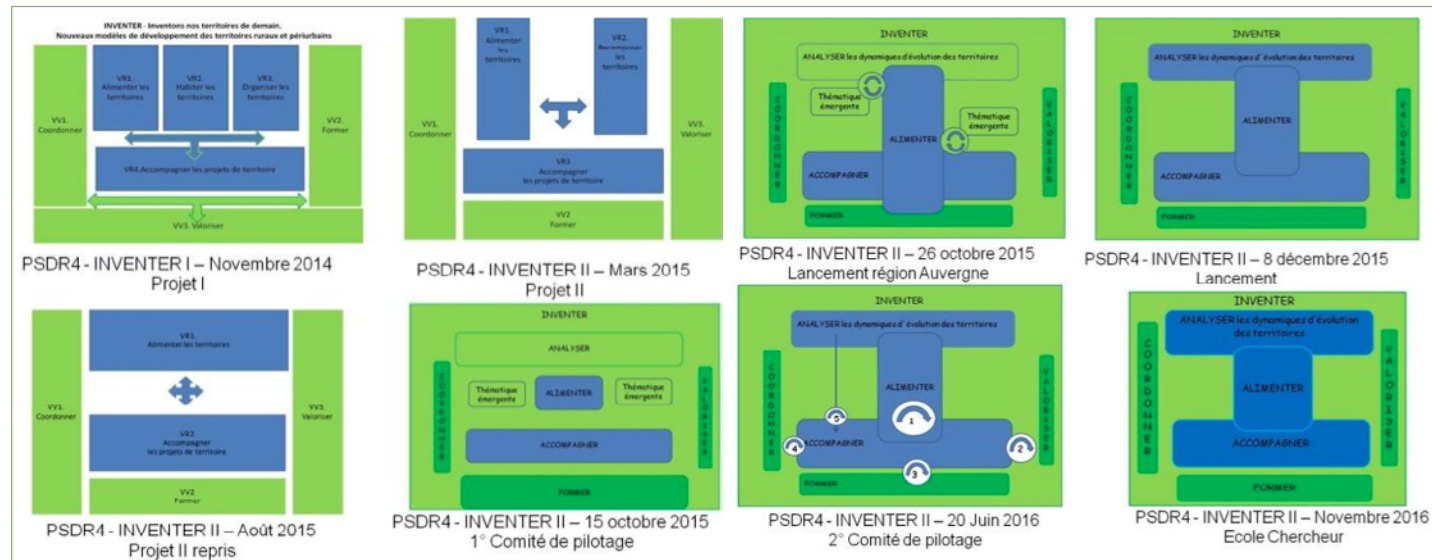 INVENTER - Inventons nos territoires de demain.
Nouveaux modèles de développement des territoires ruraux et périurbains
VV1.
Coordonner
VR1.
Alimenter les
territoires
VR2.
Habiter les
territoires
VR3.
Organiser les
territoires
VV2.
Former
VR4.Accompagner les projets de territoire
VV3. Valoriser
PSDR4 - INVENTER I – Novembre 2014
Projet I
VV1.
Coordonner
VR1.
Alimenter
les
territoires
VR2.
Recomposer
les
territoires
VV3.
Valoriser
VR3
Accompagner
les projets de territoire
VV2
Former
PSDR4 - INVENTER II – Mars 2015
Projet II
INVENTER
ANALYSER les dynamiques d'évolution des territoires
COORDONNER
Thématique
émergente
Thématique
émergente
ALIMENTER
VALORISER
ACCOMPAGNER
FORMER
PSDR4 - INVENTER II – 26 octobre 2015
Lancement région Auvergne
INVENTER
ANALYSER les dynamiques d'évolution des territoires
COORDONNER
ALIMENTER
VALORISER
ACCOMPAGNER
FORMER
PSDR4 - INVENTER II – 8 décembre 2015
Lancement
VV1.
Coordonner
VR1.
Alimenter les territoires
VV3.
Valoriser
Accompagner
les projets de territoire
VV2
Former
PSDR4 - INVENTER II – Août 2015
Projet II repris
INVENTER
ANALYSER
COORDONNER
Thématique
émergente
ALIMENTER
Thématique
émergente
VALORISER
ACCOMPAGNER
FORMER
PSDR4 - INVENTER II – 15 octobre 2015
1° Comité de pilotage
INVENTER
ANALYSER les dynamiques d'évolution des territoires
COORDONNER
ALIMENTER
VALORISER
1
5
ACCOMPAGNER
4
2
3
FORMER
PSDR4 - INVENTER II – 20 Juin 2016
2° Comité de pilotage
INVENTER
ANALYSER les dynamiques d'évolution
des territoires
COORDONNER
ALIMENTER
VALORISER
ACCOMPAGNER
FORMER
PSDR4 - INVENTER II – Novembre 2016
Ecole Chercheur